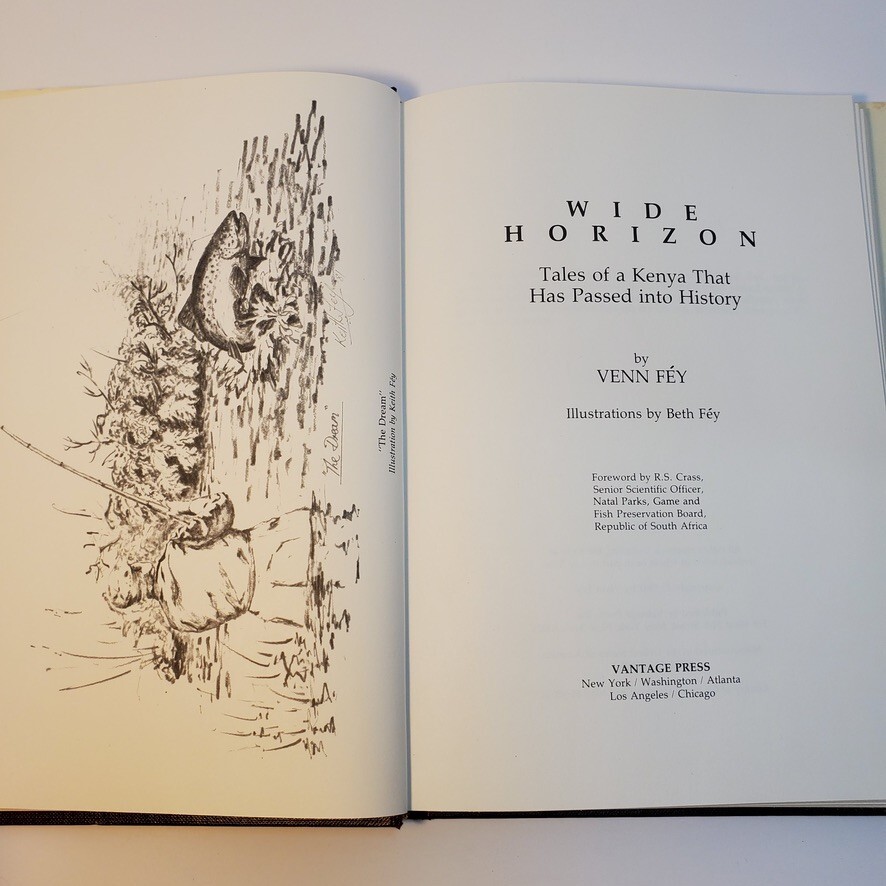 Keith Féy
"The Dream"
"The Dream"
Illustration by Keith Féy
W I D E
H O R I Z O N
Tales of a Kenya That
Has Passed into History
by
VENN FÉY
Illustrations by Beth Féy
Foreword by R.S. Crass,
Senior Scientific Officer,
Natal Parks, Game and
Fish Preservation Board,
Republic of South Africa
VANTAGE PRESS
New York / Washington / Atlanta
Los Angeles / Chicago